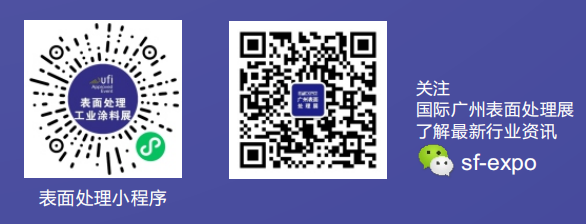 ufi
Approved
Event
表面处理
工业涂料展
表面处理小程序
广州表面
处理展
关注
国际广州表面处理展
了解最新行业资讯
sf-expo